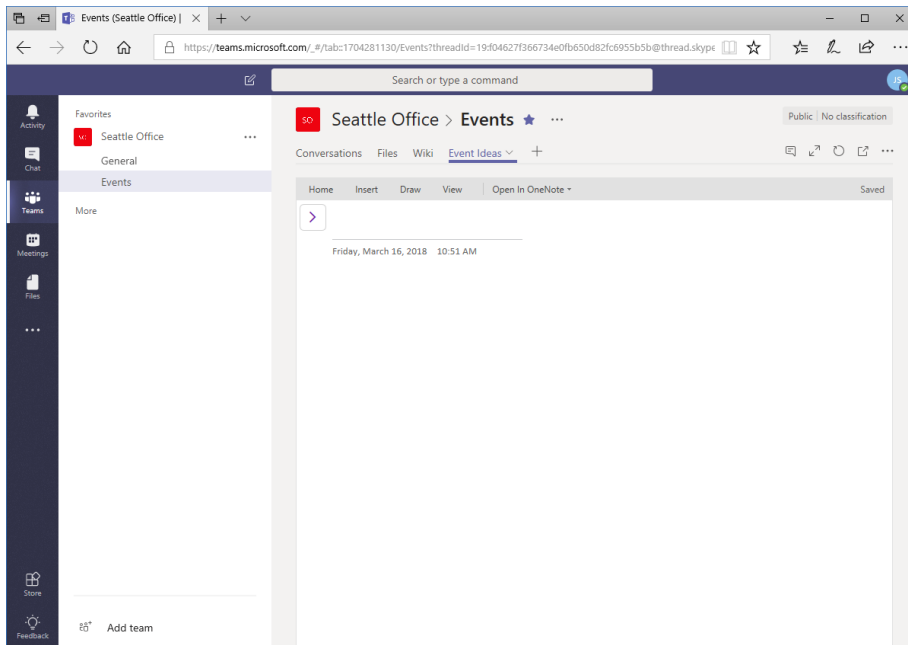 Events (Seattle Office) |
https://teams.microsoft.com/_#/tab::1704281130/Events?threadId=19:f04627f366734e0fb650d82fc6955b5b@thread.skype
Search or type a command
JS
Activity
Chat
Teams
Meetings
Files
Store
Feedback
Favorites
Seattle Office
General
Events
More
Add team
SO
Seattle Office > Events
Public | No classification
Conversations Files Wiki Event Ideas
Home Insert Draw View Open In OneNote
Saved
Friday, March 16, 2018 10:51 AM